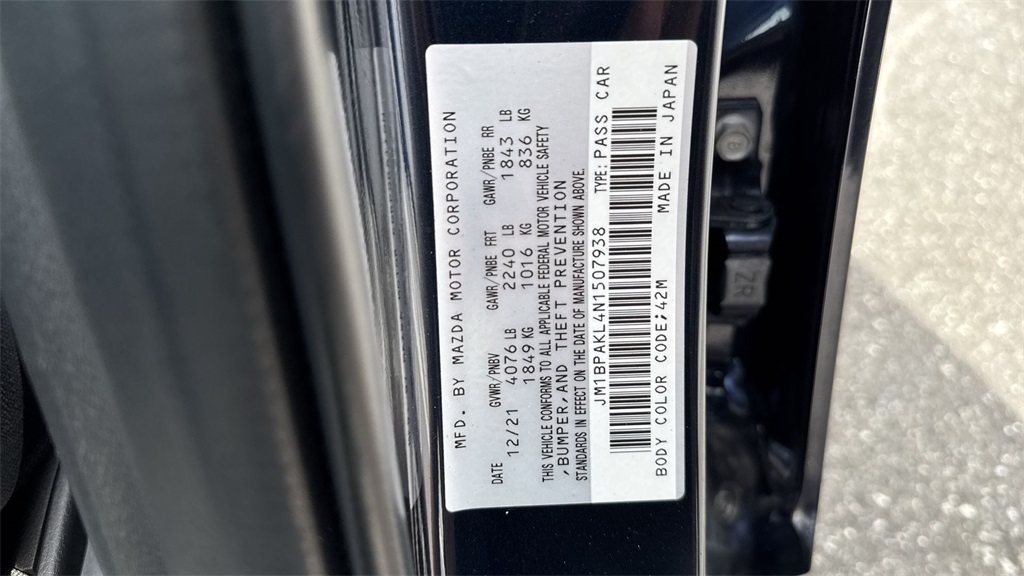 MFD. BY MAZDA MOTOR CORPORATION
DATE GVWR/PNBV GAWR/PNBE FRT GAWR/PNBE RR
12/21 4076 LB 2240 LB 1843 LB
1849 KG 1016 KG 836 KG
THIS VEHICLE CONFORMS TO ALL APPLICABLE FEDERAL MOTOR VEHICLE SAFETY
,BUMPER,AND THEFT PREVENTION
STANDARDS IN EFFECT ON THE DATE OF MANUFACTURE SHOWN ABOVE.
JM1BPAKL4N1507938 TYPE:PASS CAR
BODY COLOR CODE;42M MADE IN JAPAN
ZR
8